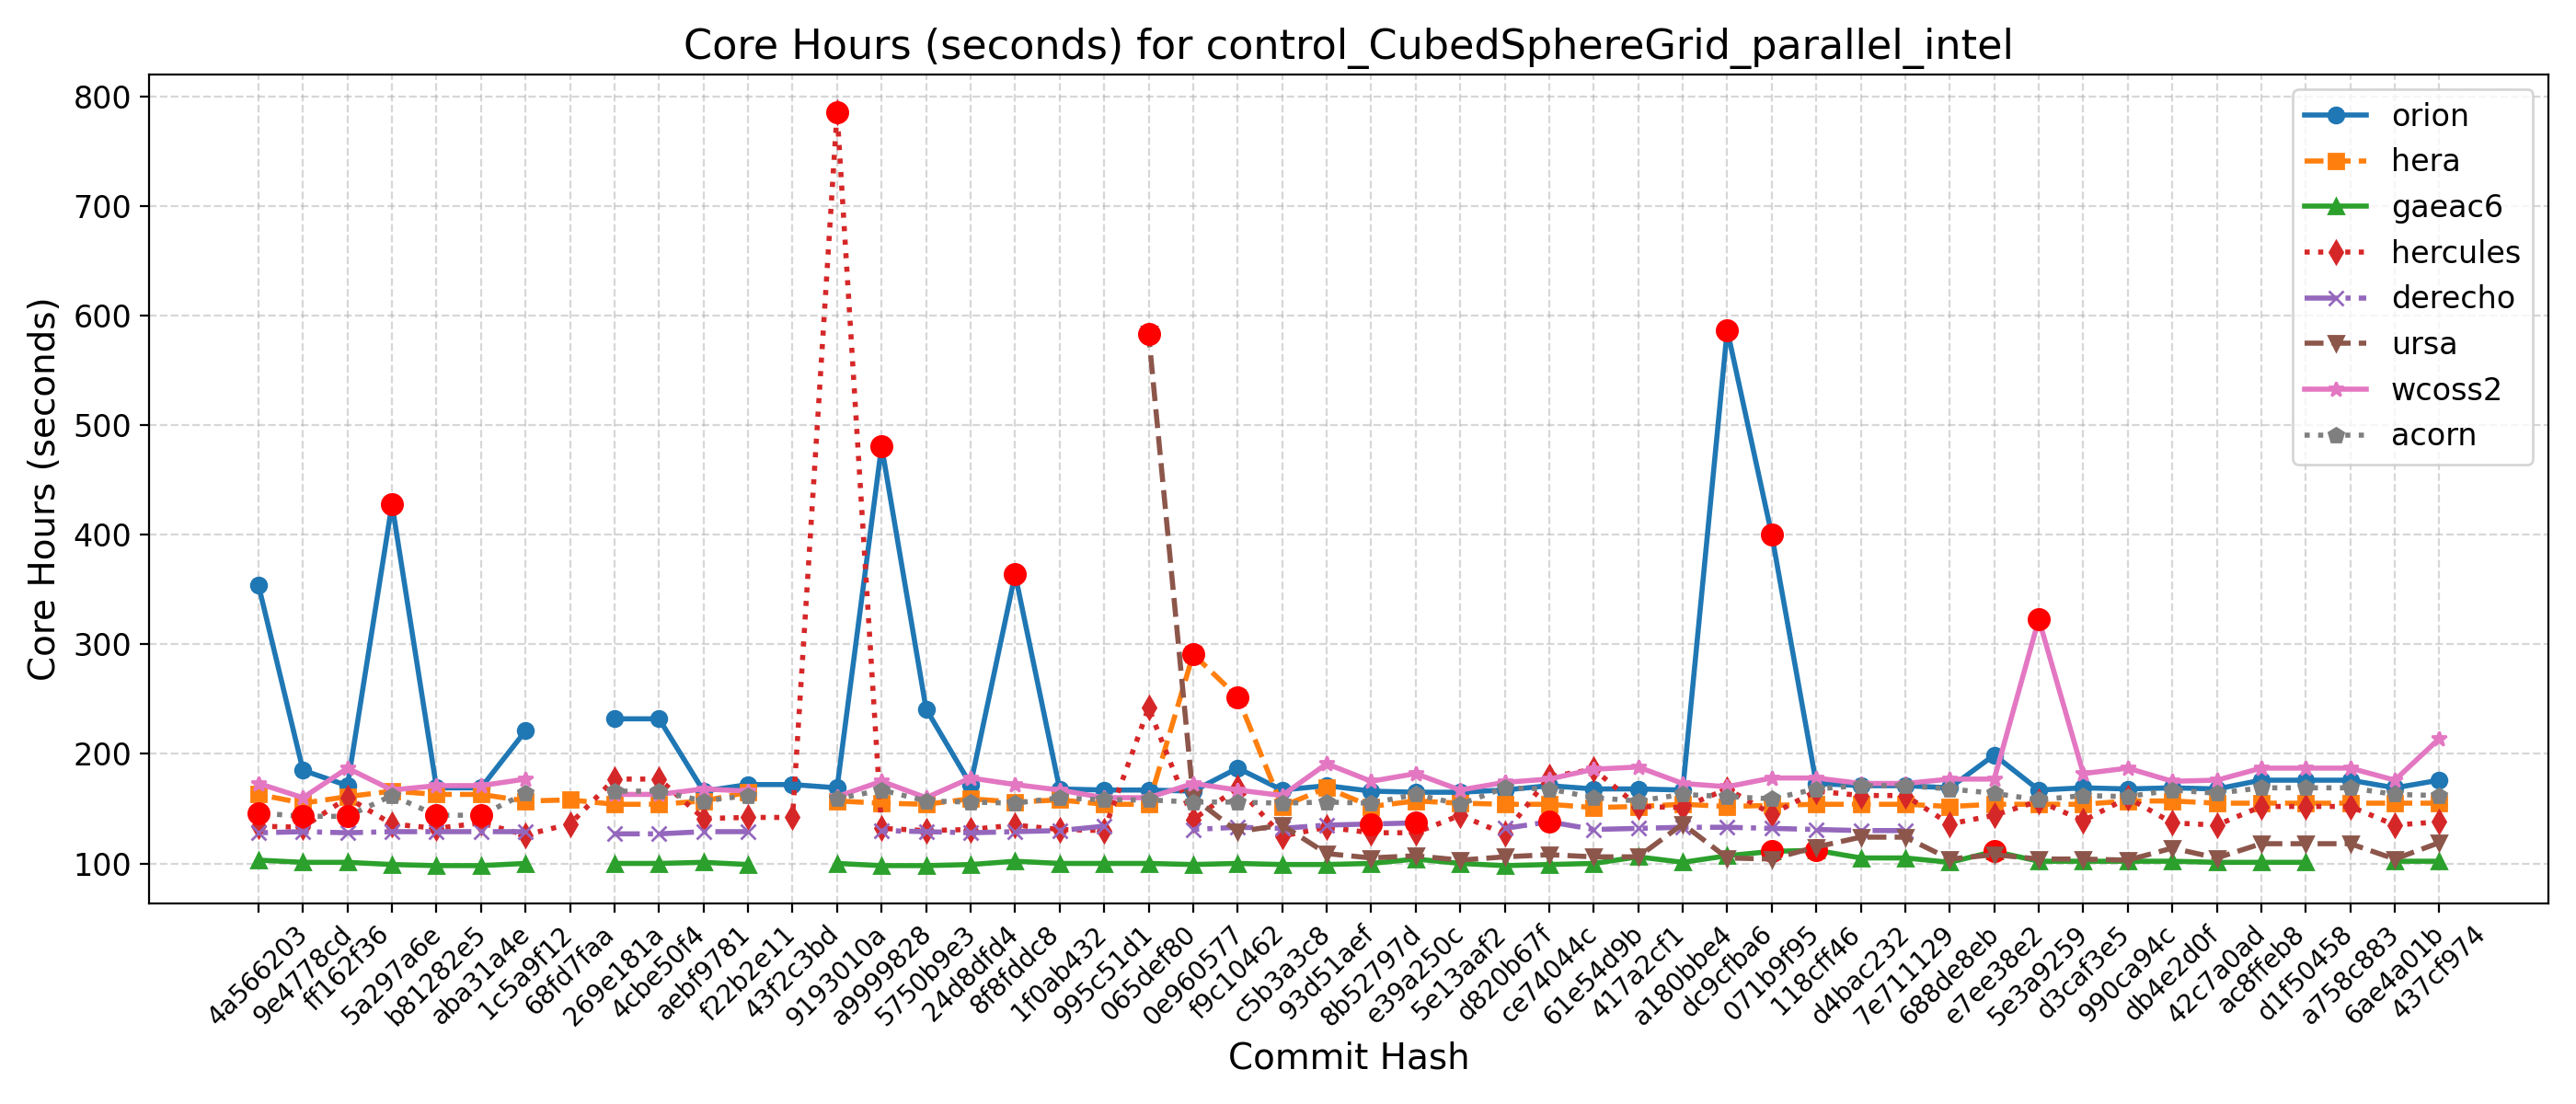 Core Hours (seconds) for control_CubedSphereGrid_parallel_intel
Core Hours (seconds)
800
700
600
500
400
300
200
100
orion
hera
gaeac6
hercules
derecho
ursa
wcoss2
acorn
4a566203
9e4778cd
ff162f36
5a297a6e
b81282e5
aba31a4e
1c5a9f12
68fd7faa
269e181a
4cbe50f4
aebf9781
f22b2e11
43f2c3bd
9193010a
a9999828
5750b9e3
24d8dfd4
8f8fddc8
1f0ab432
995c51d1
065def80
0e960577
f9c10462
c5b3a3c8
93d51aef
8b52797d
e39a250c
5e13aaf2
d820b67f
ce74044c
61e54d9b
417a2cf1
a180bbe4
dc9cfba6
071b9f95
118cff46
d4bac232
7e711129
688de8eb
e7ee38e2
5e3a9259
d3caf3e5
990ca94c
db4e2d0f
42c7a0ad
ac8ffeb8
d1f50458
a758c883
6ae4a01b
437cf974
Commit Hash